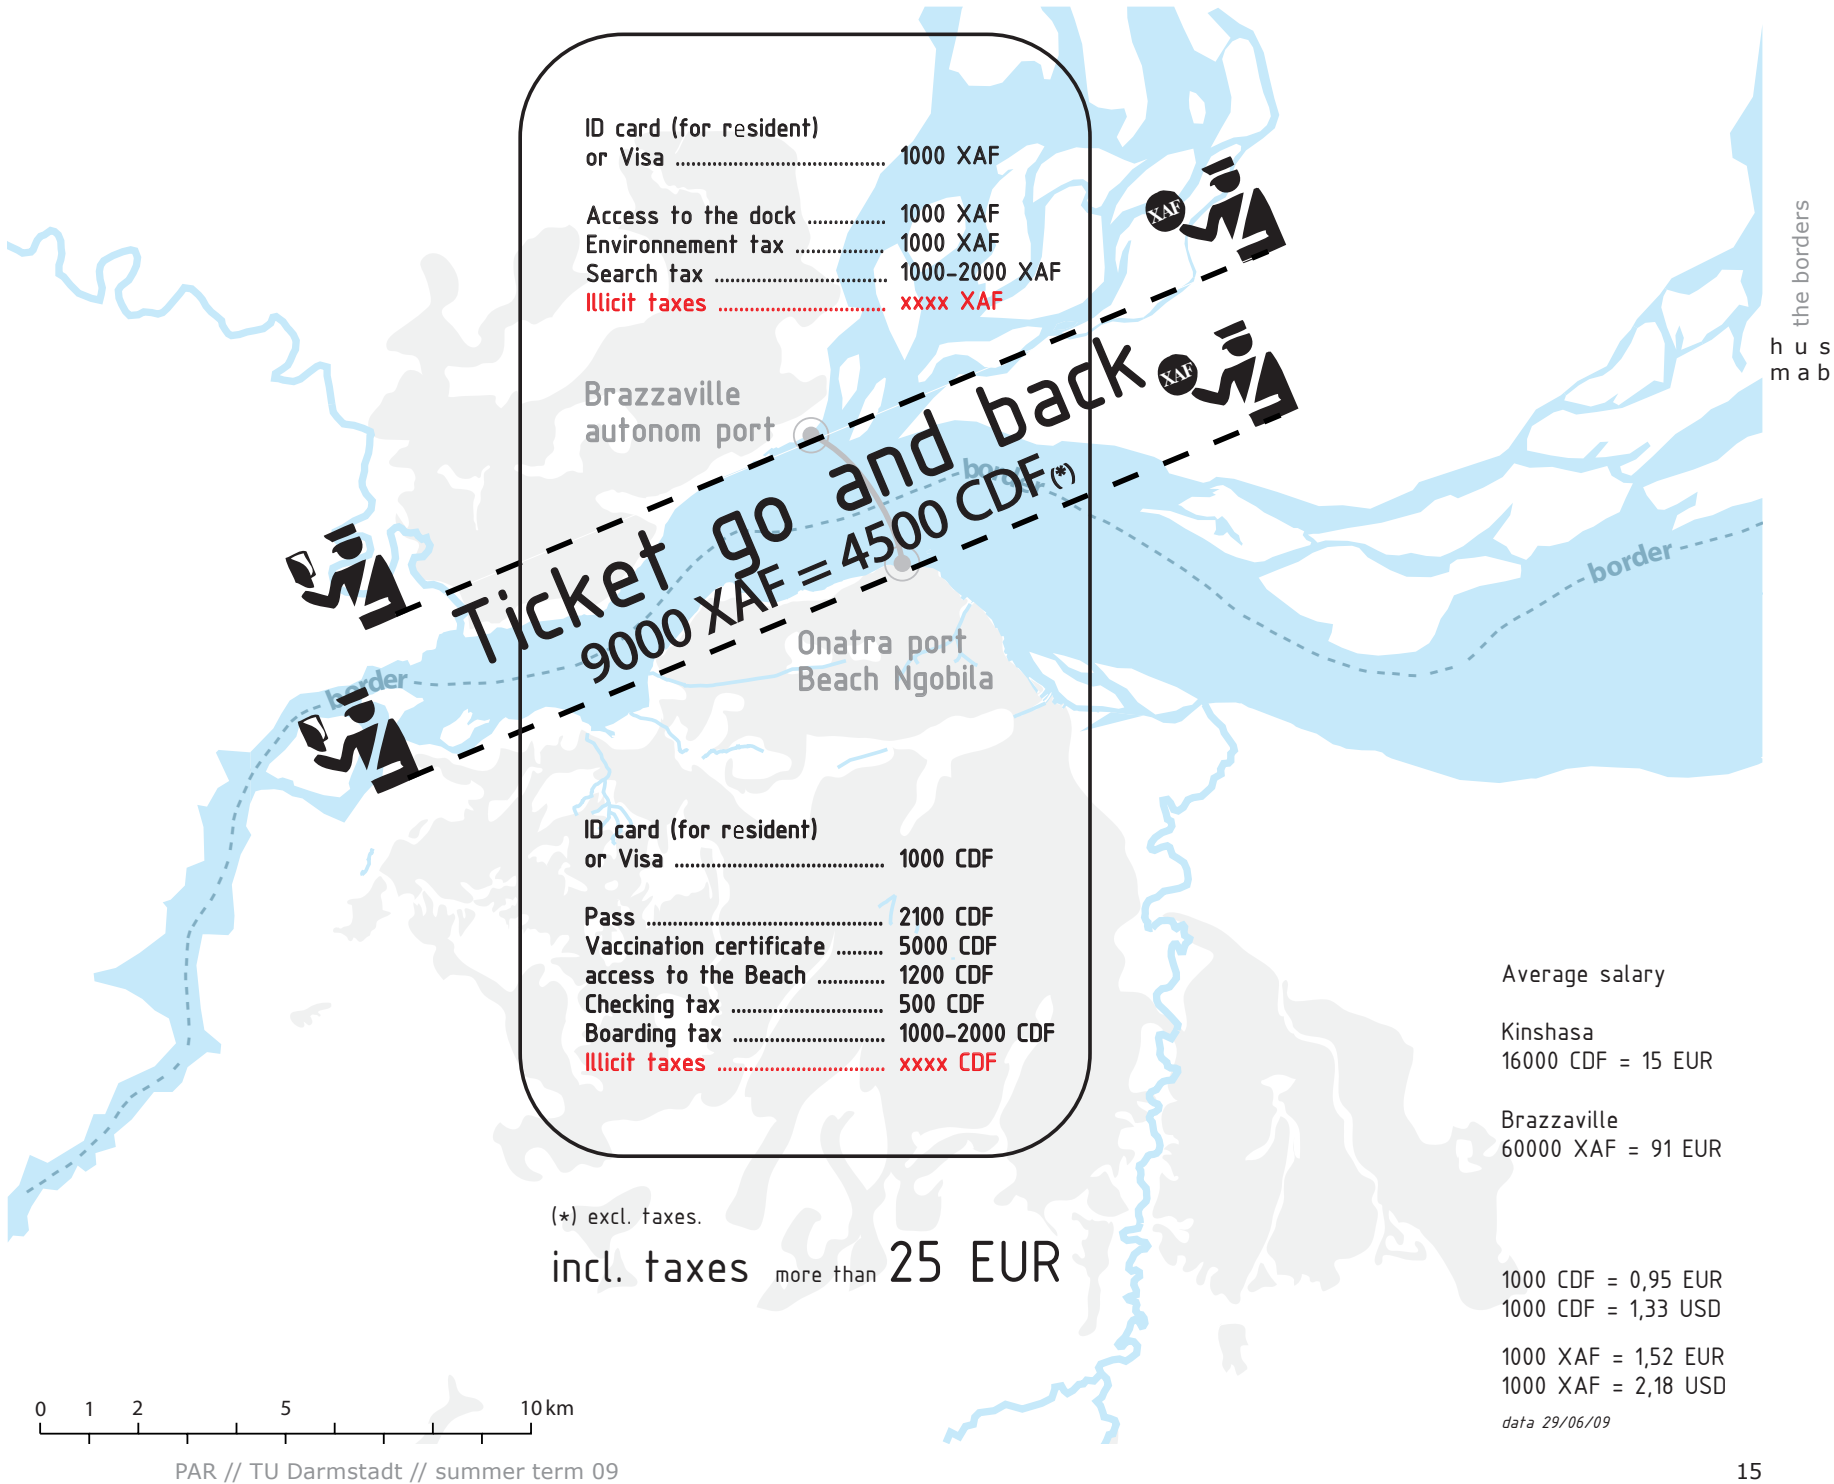 ID card (for resident)
or Visa ........................................ 1000 XAF
Access to the dock ............... 1000 XAF
Environnement tax ................. 1000 XAF
Search tax ................................. 1000-2000 XAF
Illicit taxes ................................ xxxx XAF
XAF
XAF
Brazzaville
autonom port
Ticket go and back
9000 XAF = 4500 CDF (*)
border
border
border
Onatra port
Beach Ngobila
ID card (for resident)
or Visa ........................................ 1000 CDF
Pass ............................................. 2100 CDF
Vaccination certificate ......... 5000 CDF
access to the Beach ............. 1200 CDF
Checking tax ............................. 500 CDF
Boarding tax ............................. 1000-2000 CDF
Illicit taxes ................................ xxxx CDF
(*) excl. taxes.
incl. taxes more than 25 EUR
Average salary
Kinshasa
16000 CDF = 15 EUR
Brazzaville
60000 XAF = 91 EUR
1000 CDF = 0,95 EUR
1000 CDF = 1,33 USD
1000 XAF = 1,52 EUR
1000 XAF = 2,18 USD
data 29/06/09
the borders
hus
mab
0 1 2 5 10 km
PAR // TU Darmstadt // summer term 09
15